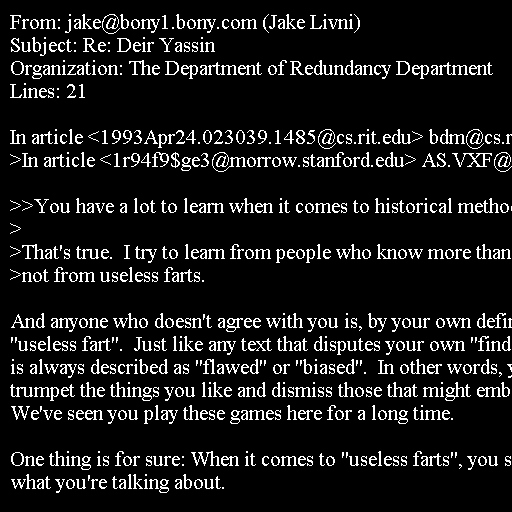 From: jake@bony1.bony.com (Jake Livni)
Subject: Re: Deir Yassin
Organization: The Department of Redundancy Department
Lines: 21

In article <1993Apr24.023039.1485@cs.rit.edu> bdm@cs.r
>In article <1r94f9$ge3@morrow.stanford.edu> AS.VXF@

>>You have a lot to learn when it comes to historical metho
>
>That's true.  I try to learn from people who know more than
>not from useless farts.

And anyone who doesn't agree with you is, by your own defin
"useless fart".  Just like any text that disputes your own "find
is always described as "flawed" or "biased".  In other words, y
trumpet the things you like and dismiss those that might emb
We've seen you play these games here for a long time.

One thing is for sure: When it comes to "useless farts", you s
what you're talking about.